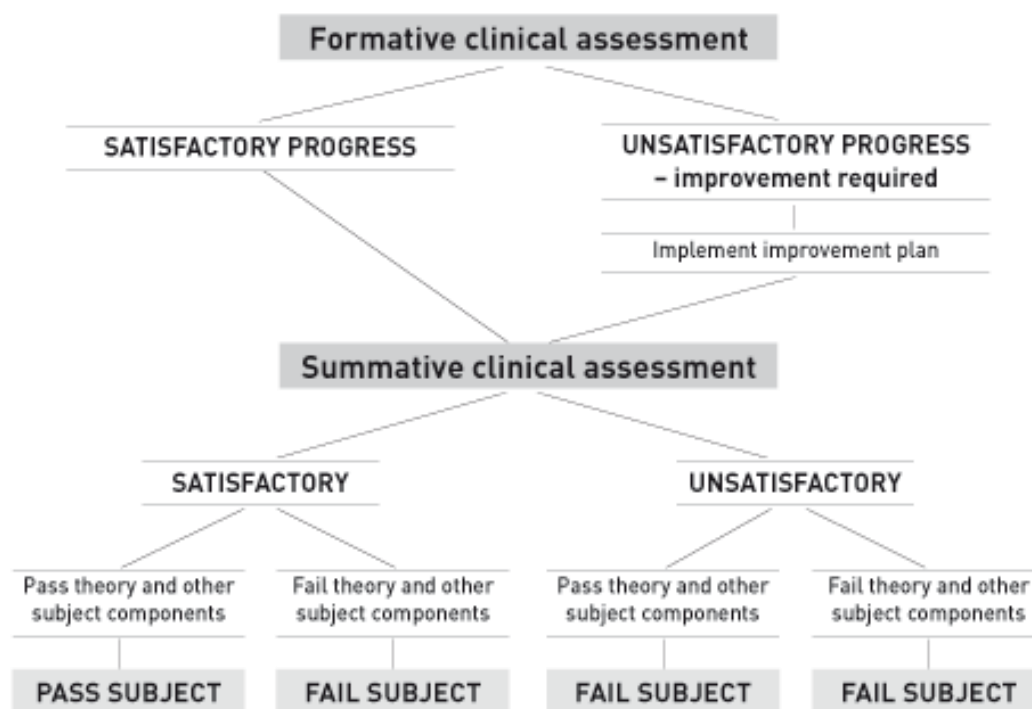 Formative clinical assessment
SATISFACTORY PROGRESS
UNSATISFACTORY PROGRESS
– improvement required
Implement improvement plan
Summative clinical assessment
SATISFACTORY
UNSATISFACTORY
Pass theory and other
subject components
Fail theory and other
subject components
Pass theory and other
subject components
Fail theory and other
subject components
PASS SUBJECT
FAIL SUBJECT
FAIL SUBJECT
FAIL SUBJECT